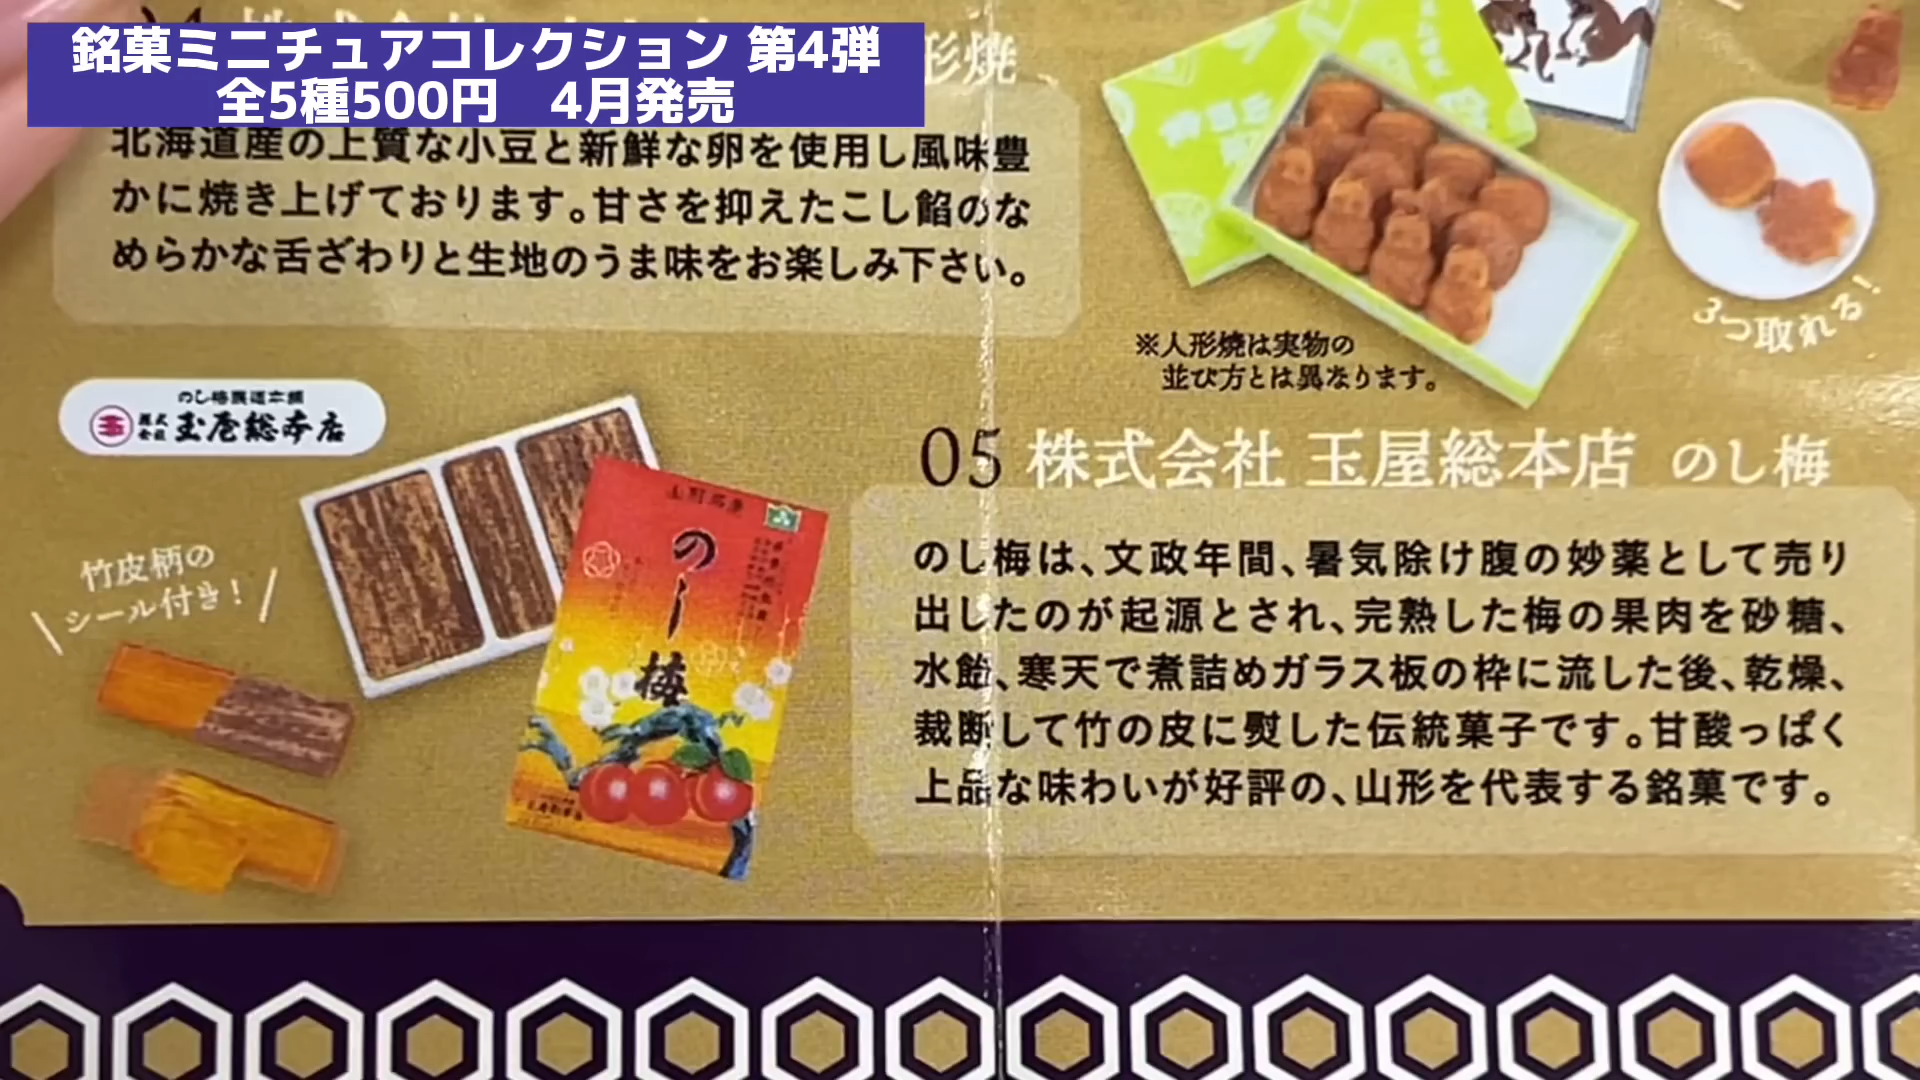 銘菓ミニチュアコレクション 第4弾
全5種500円　4月発売
形焼
北海道産の上質な小豆と新鮮な卵を使用し風味豊
かに焼き上げております。甘さを抑えたこし餡のな
めらかな舌ざわりと生地のうま味をお楽しみ下さい。
3つ取れる!
※人形焼は実物の
並び方とは異なります。
株式会社 玉屋総本店
竹皮柄の
シール付き!
のし梅
05 株式会社 玉屋総本店 のし梅
のし梅は、文政年間、暑気除け腹の妙薬として売り
出したのが起源とされ、完熟した梅の果肉を砂糖、
水飴、寒天で煮詰めガラス板の枠に流した後、乾燥、
裁断して竹の皮に熨した伝統菓子です。甘酸っぱく
上品な味わいが好評の、山形を代表する銘菓です。